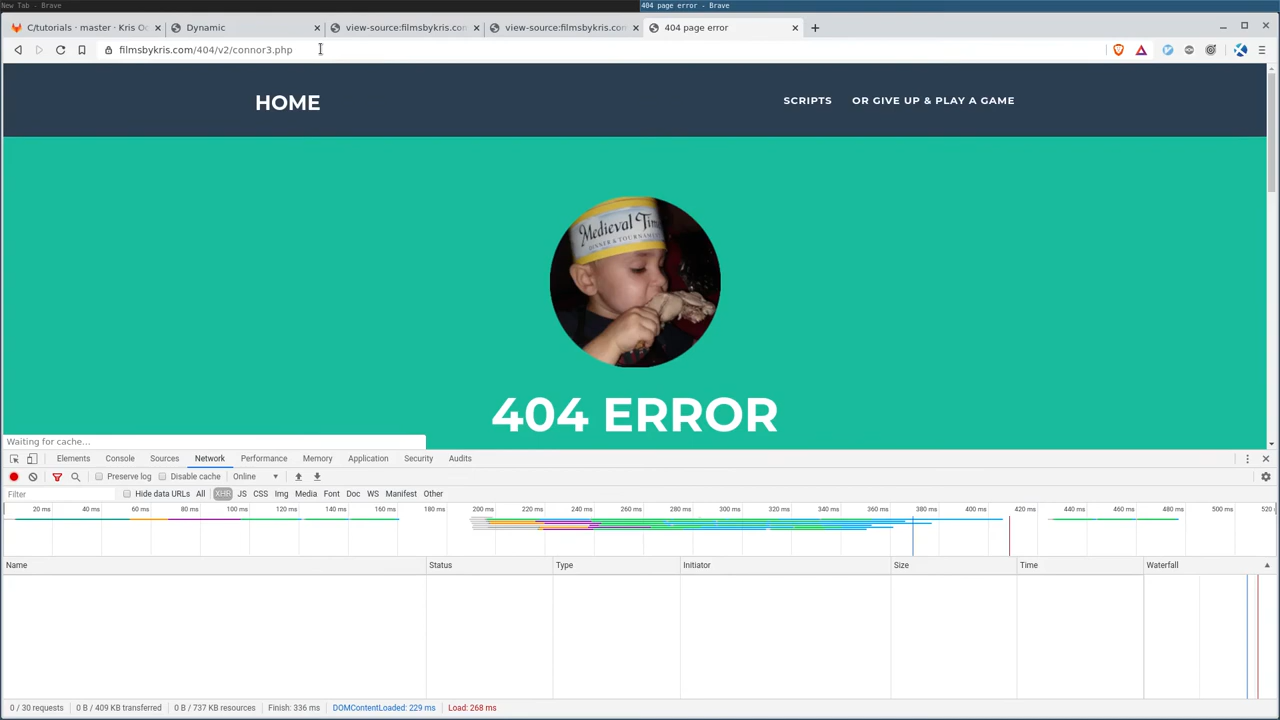 New Tab - Brave
404 page error - Brave
C/tutorials · master · Kris Oc
Dynamic
view-source:filmsbykris.com
view-source:filmsbykris.com
404 page error
filmsbykris.com/404/v2/connor3.php
HOME
SCRIPTS
OR GIVE UP & PLAY A GAME
Medieval Times
DINNER & TOURNAMENT
404 ERROR
Waiting for cache...
Elements
Console
Sources
Network
Performance
Memory
Application
Security
Audits
Preserve log
Disable cache
Online
Filter
Hide data URLs
All
XHR
JS
CSS
Img
Media
Font
Doc
WS
Manifest
Other
20 ms
40 ms
60 ms
80 ms
100 ms
120 ms
140 ms
160 ms
180 ms
200 ms
220 ms
240 ms
260 ms
280 ms
300 ms
320 ms
340 ms
360 ms
380 ms
400 ms
420 ms
440 ms
460 ms
480 ms
500 ms
520
Name
Status
Type
Initiator
Size
Time
Waterfall
0 / 30 requests
0 B / 409 KB transferred
0 B / 737 KB resources
Finish: 336 ms
DOMContentLoaded: 229 ms
Load: 268 ms